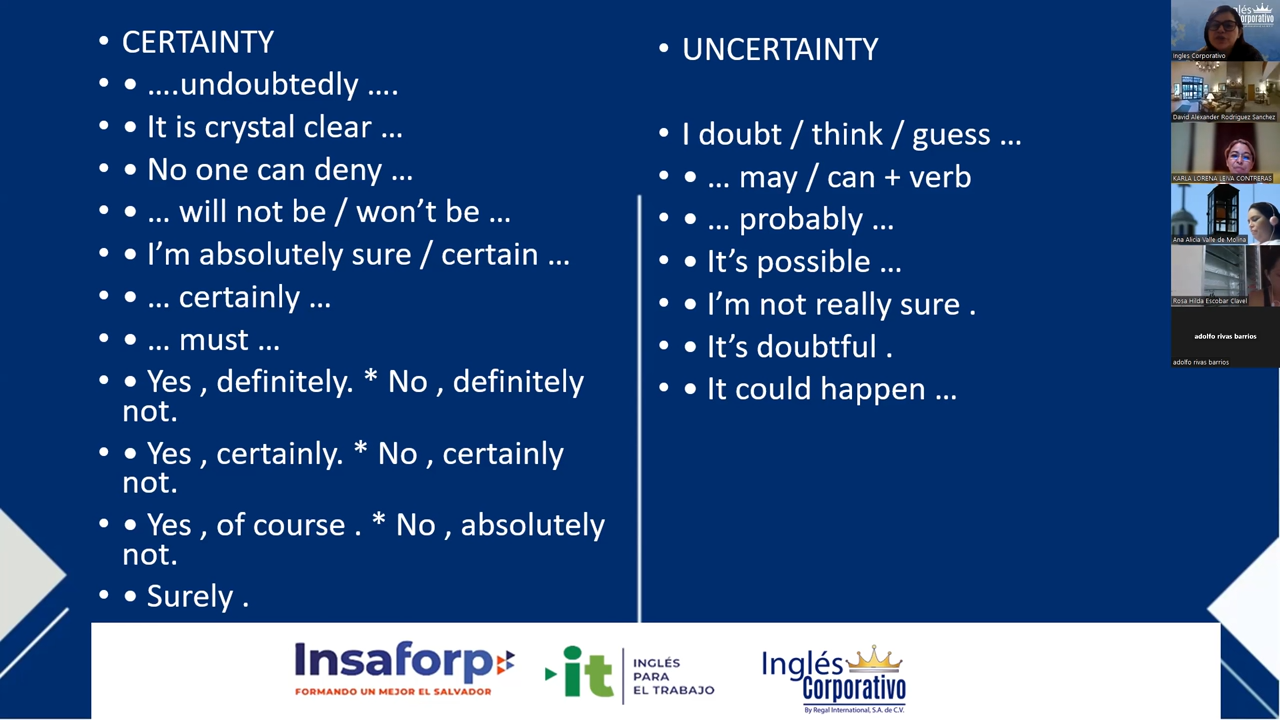 • CERTAINTY
• • ….undoubtedly ….
• • It is crystal clear …
• • No one can deny …
• • … will not be / won’t be …
• • I’m absolutely sure / certain …
• • … certainly …
• • … must …
• • Yes , definitely. * No , definitely
not.
• • Yes , certainly. * No , certainly
not.
• • Yes , of course . * No , absolutely
not.
• • Surely .
• UNCERTAINTY
• I doubt / think / guess …
• • … may / can + verb
• • … probably …
• • It’s possible …
• • I’m not really sure .
• • It’s doubtful .
• • It could happen …
Insaforp
FORMANDO UN MEJOR EL SALVADOR
it
INGLÉS
PARA
EL TRABAJO
Inglés
Corporativo
By Regal International, S.A. de C.V.
Inglés Corporativo
David Alexander Rodriguez Sanchez
KARLA LORENA LEIVA CONTRERAS
Ana Alicia Valle de Molina
Rosa Hilda Escobar Clavel
adolfo rivas barrios
adolfo rivas barrios